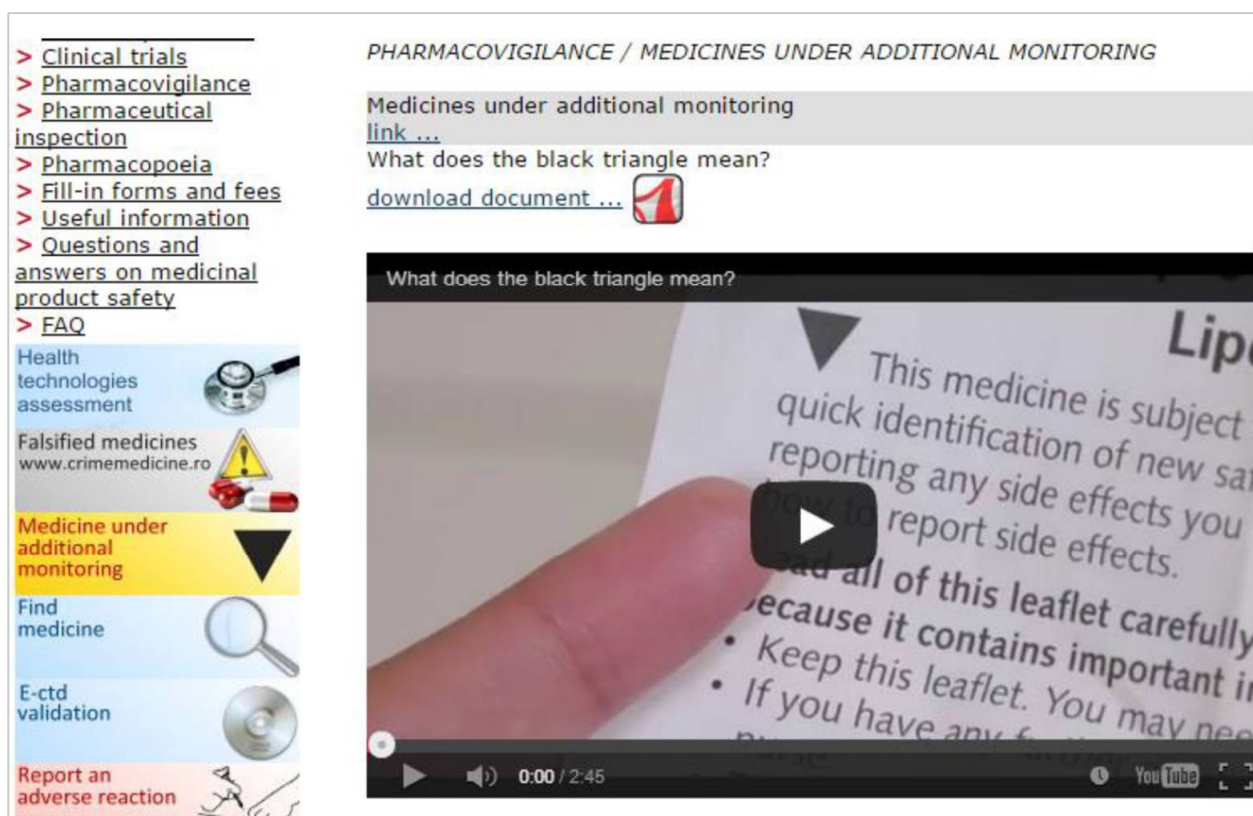 > Clinical trials
> Pharmacovigilance
> Pharmaceutical
inspection
> Pharmacopoeia
> Fill-in forms and fees
> Useful information
> Questions and
answers on medicinal
product safety
> FAQ
Health
technologies
assessment
Falsified medicines
www.crimemedicine.ro
Medicine under
additional
monitoring
Find
medicine
E-ctd
validation
Report an
adverse reaction
PHARMACOVIGILANCE / MEDICINES UNDER ADDITIONAL MONITORING
Medicines under additional monitoring
link ...
What does the black triangle mean?
download document ...
What does the black triangle mean?
Lip
This medicine is subject
quick identification of new
reporting any side effects you
how to report side effects.
all of this leaflet carefully
because it contains important
• Keep this leaflet. You may
• If you have any
0:00 / 2:45
YouTube